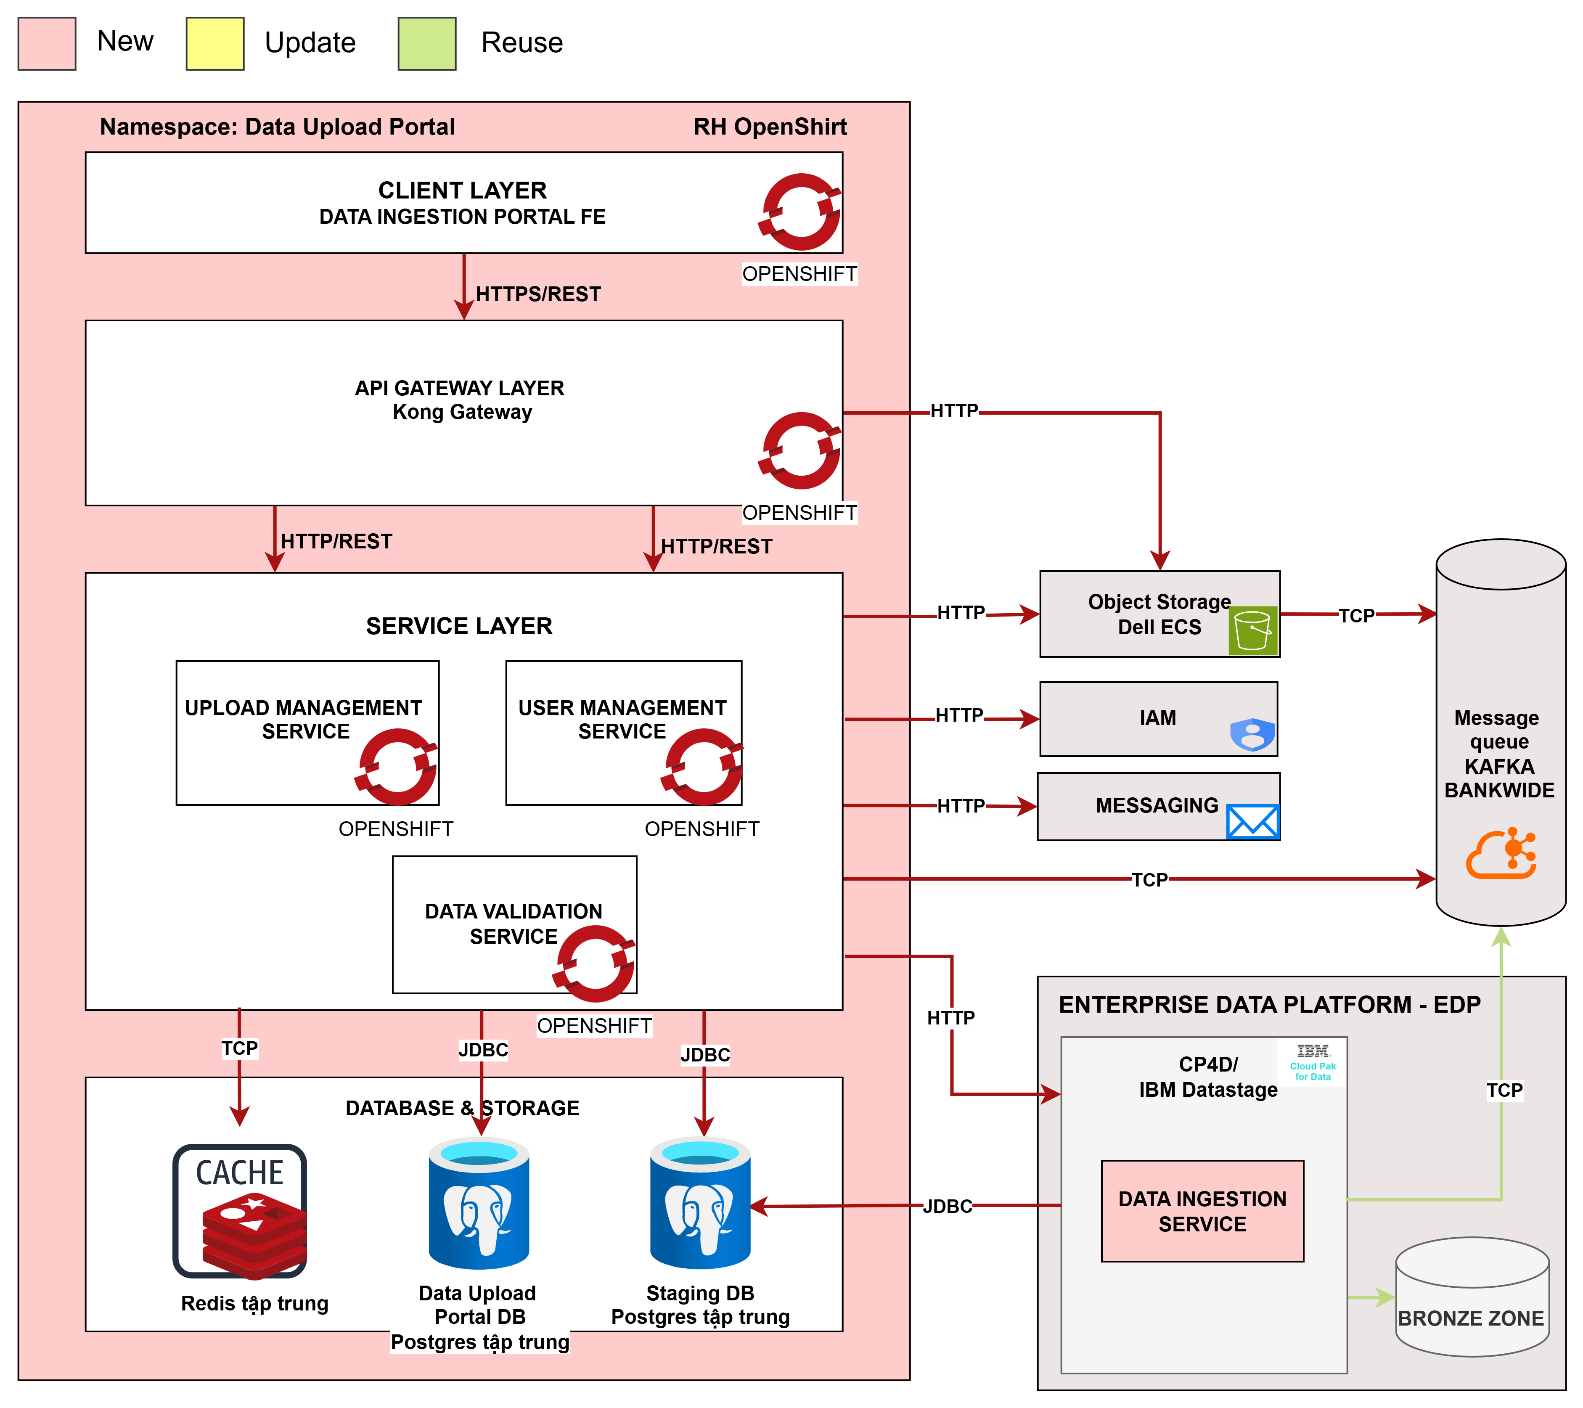 New
Update
Reuse
Namespace: Data Upload Portal
RH OpenShirt
CLIENT LAYER
DATA INGESTION PORTAL FE
OPENSHIFT
HTTPS/REST
API GATEWAY LAYER
Kong Gateway
OPENSHIFT
HTTP
HTTP/REST
HTTP/REST
SERVICE LAYER
UPLOAD MANAGEMENT
SERVICE
OPENSHIFT
USER MANAGEMENT
SERVICE
OPENSHIFT
DATA VALIDATION
SERVICE
OPENSHIFT
HTTP
Object Storage
Dell ECS
TCP
HTTP
IAM
HTTP
MESSAGING
TCP
Message
queue
KAFKA
BANKWIDE
HTTP
TCP
JDBC
JDBC
DATABASE & STORAGE
CACHE
Redis tập trung
Data Upload
Portal DB
Postgres tập trung
Staging DB
Postgres tập trung
JDBC
ENTERPRISE DATA PLATFORM - EDP
CP4D/
IBM Datastage
IBM
Cloud Pak
for Data
DATA INGESTION
SERVICE
TCP
BRONZE ZONE